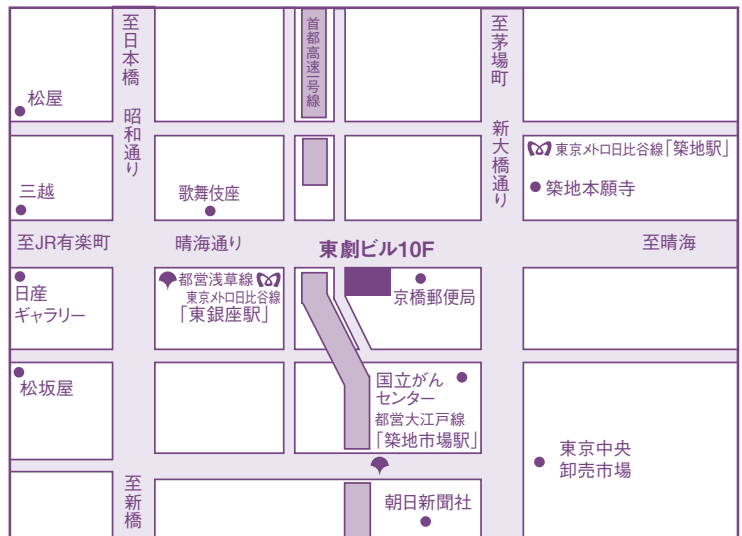 至日本橋
昭和通り
首都高速一号線
至茅場町
新大橋通り
松屋
東京メトロ日比谷線「築地駅」
三越
歌舞伎座
築地本願寺
至JR有楽町
晴海通り
東劇ビル10F
至晴海
日産
ギャラリー
都営浅草線
東京メトロ日比谷線
「東銀座駅」
京橋郵便局
松坂屋
国立がん
センター
都営大江戸線
「築地市場駅」
東京中央
卸売市場
至新橋
朝日新聞社